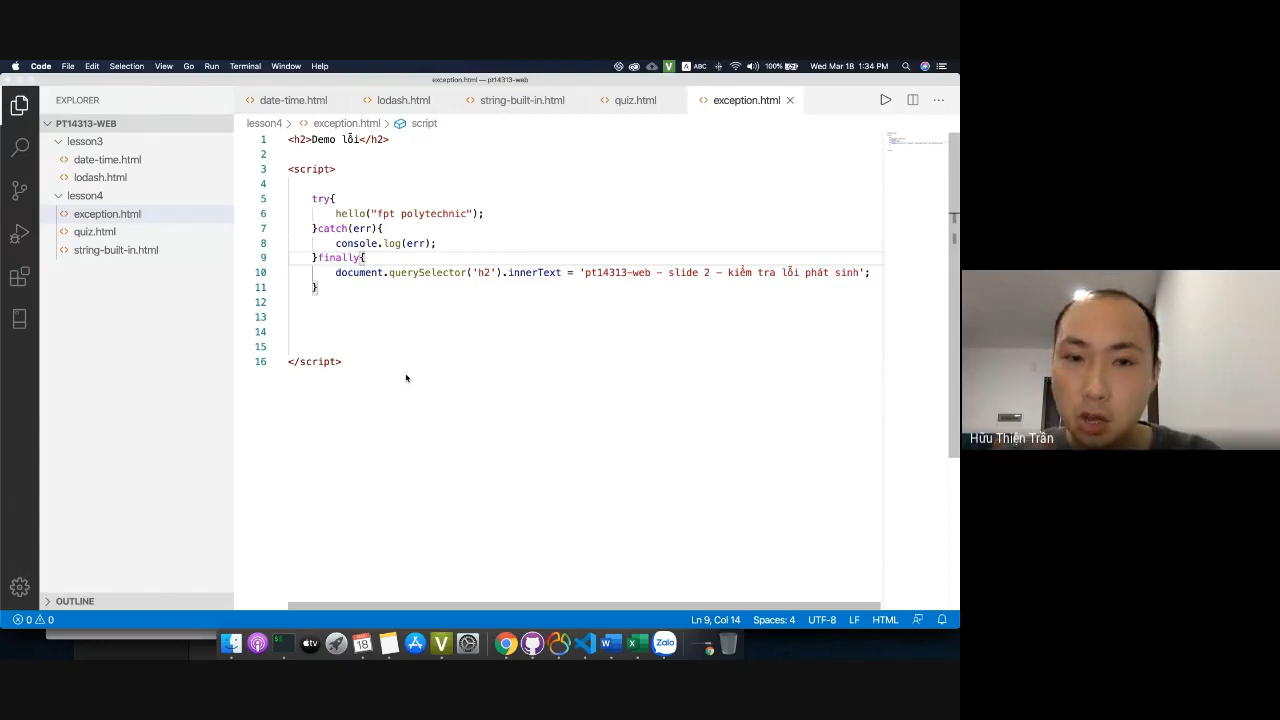 Code File Edit Selection View Go Run Terminal Window Help
V A ABC 100% Wed Mar 18 1:34 PM
exception.html — pt14313-web
EXPLORER
date-time.html lodash.html string-built-in.html quiz.html exception.html
PT14313-WEB
lesson3
date-time.html
lodash.html
lesson4
exception.html
quiz.html
string-built-in.html
lesson4 > exception.html > script
1 <h2>Demo lỗi</h2>
2
3 <script>
4
5 try{
6 hello("fpt polytechnic");
7 }catch(err){
8 console.log(err);
9 }finally{
10 document.querySelector('h2').innerText = 'pt14313-web - slide 2 - kiểm tra lỗi phát sinh';
11 }
12
13
14
15
16 </script>
Hữu Thiện Trần
OUTLINE
0 0 Ln 9, Col 14 Spaces: 4 UTF-8 LF HTML
tv 18 V W X Zalo